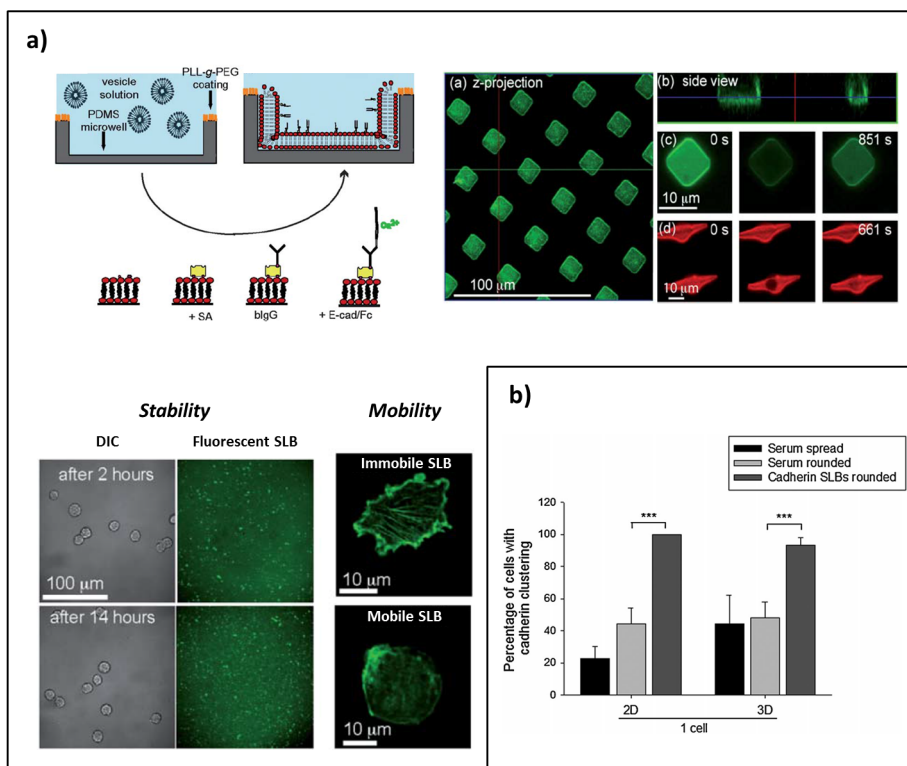 a)
vesicle
solution
PLL-g-PEG
coating
PDMS
microwell
Ca2+
+ SA
bIgG
+ E-cad/Fc
(a) z-projection
100 μm
(b) side view
(c)
0 s
851 s
10 μm
(d)
0 s
661 s
10 μm
Stability
Mobility
DIC
Fluorescent SLB
after 2 hours
100 μm
after 14 hours
Immobile SLB
10 μm
Mobile SLB
10 μm
b)
Serum spread
Serum rounded
Cadherin SLBs rounded
Percentage of cells with
cadherin clustering
120
100
80
60
40
20
0
***
***
2D
3D
1 cell